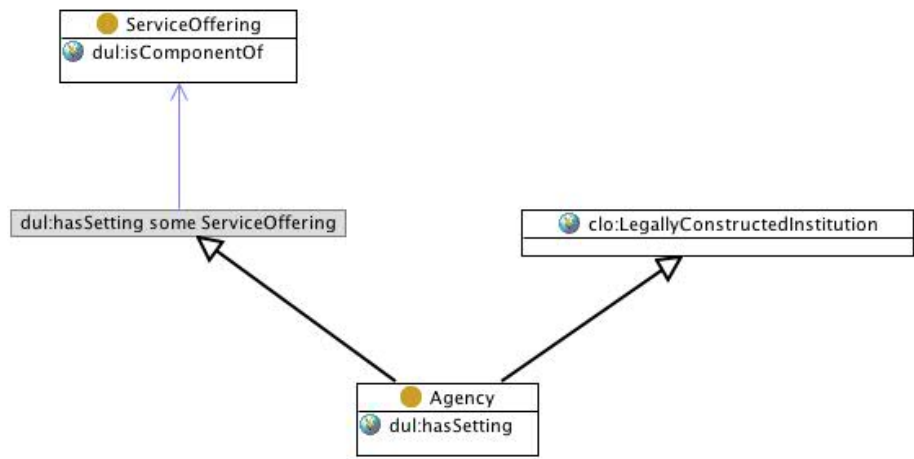 ServiceOffering
dul:isComponentOf
dul:hasSetting some ServiceOffering
clo:LegallyConstructedInstitution
Agency
dul:hasSetting